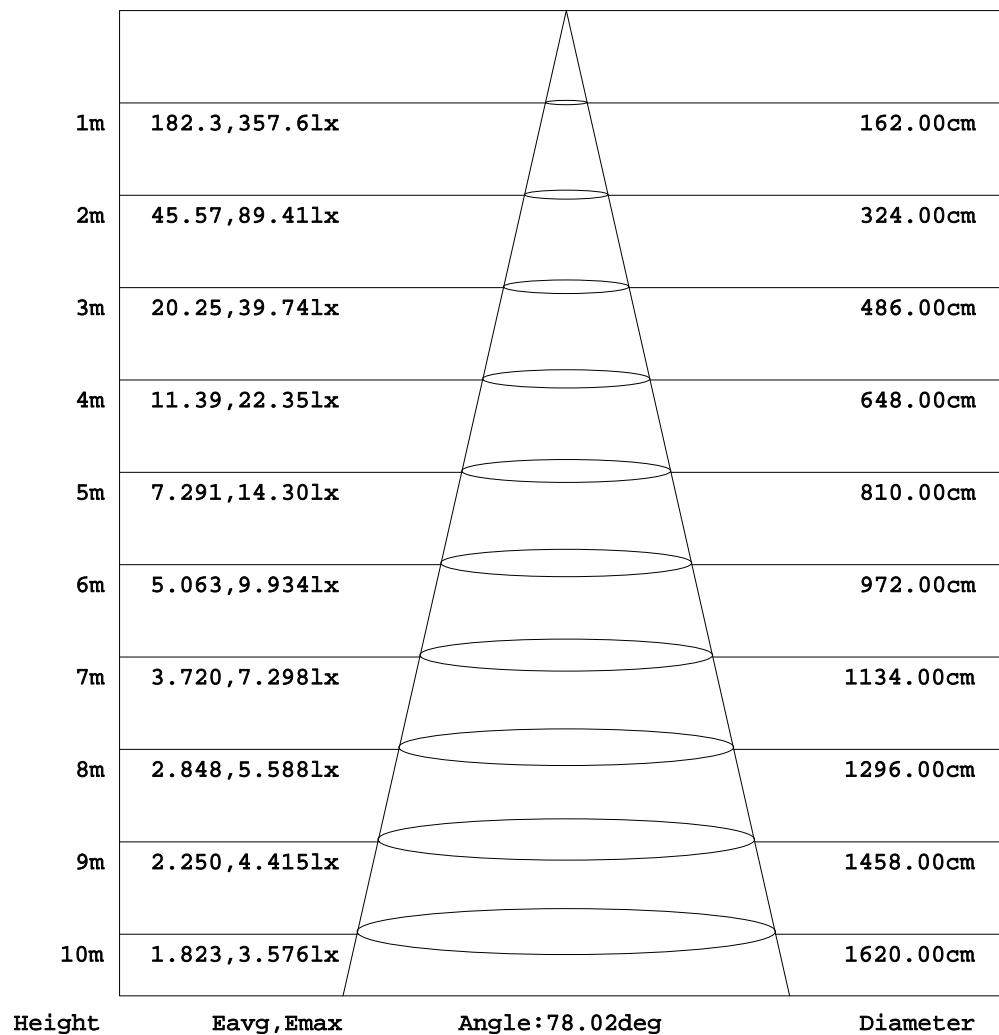 1m 182.3,357.6lx 162.00cm
2m 45.57,89.41lx 324.00cm
3m 20.25,39.74lx 486.00cm
4m 11.39,22.35lx 648.00cm
5m 7.291,14.30lx 810.00cm
6m 5.063,9.934lx 972.00cm
7m 3.720,7.298lx 1134.00cm
8m 2.848,5.588lx 1296.00cm
9m 2.250,4.415lx 1458.00cm
10m 1.823,3.576lx 1620.00cm
Height Eavg,Emax Angle:78.02deg Diameter